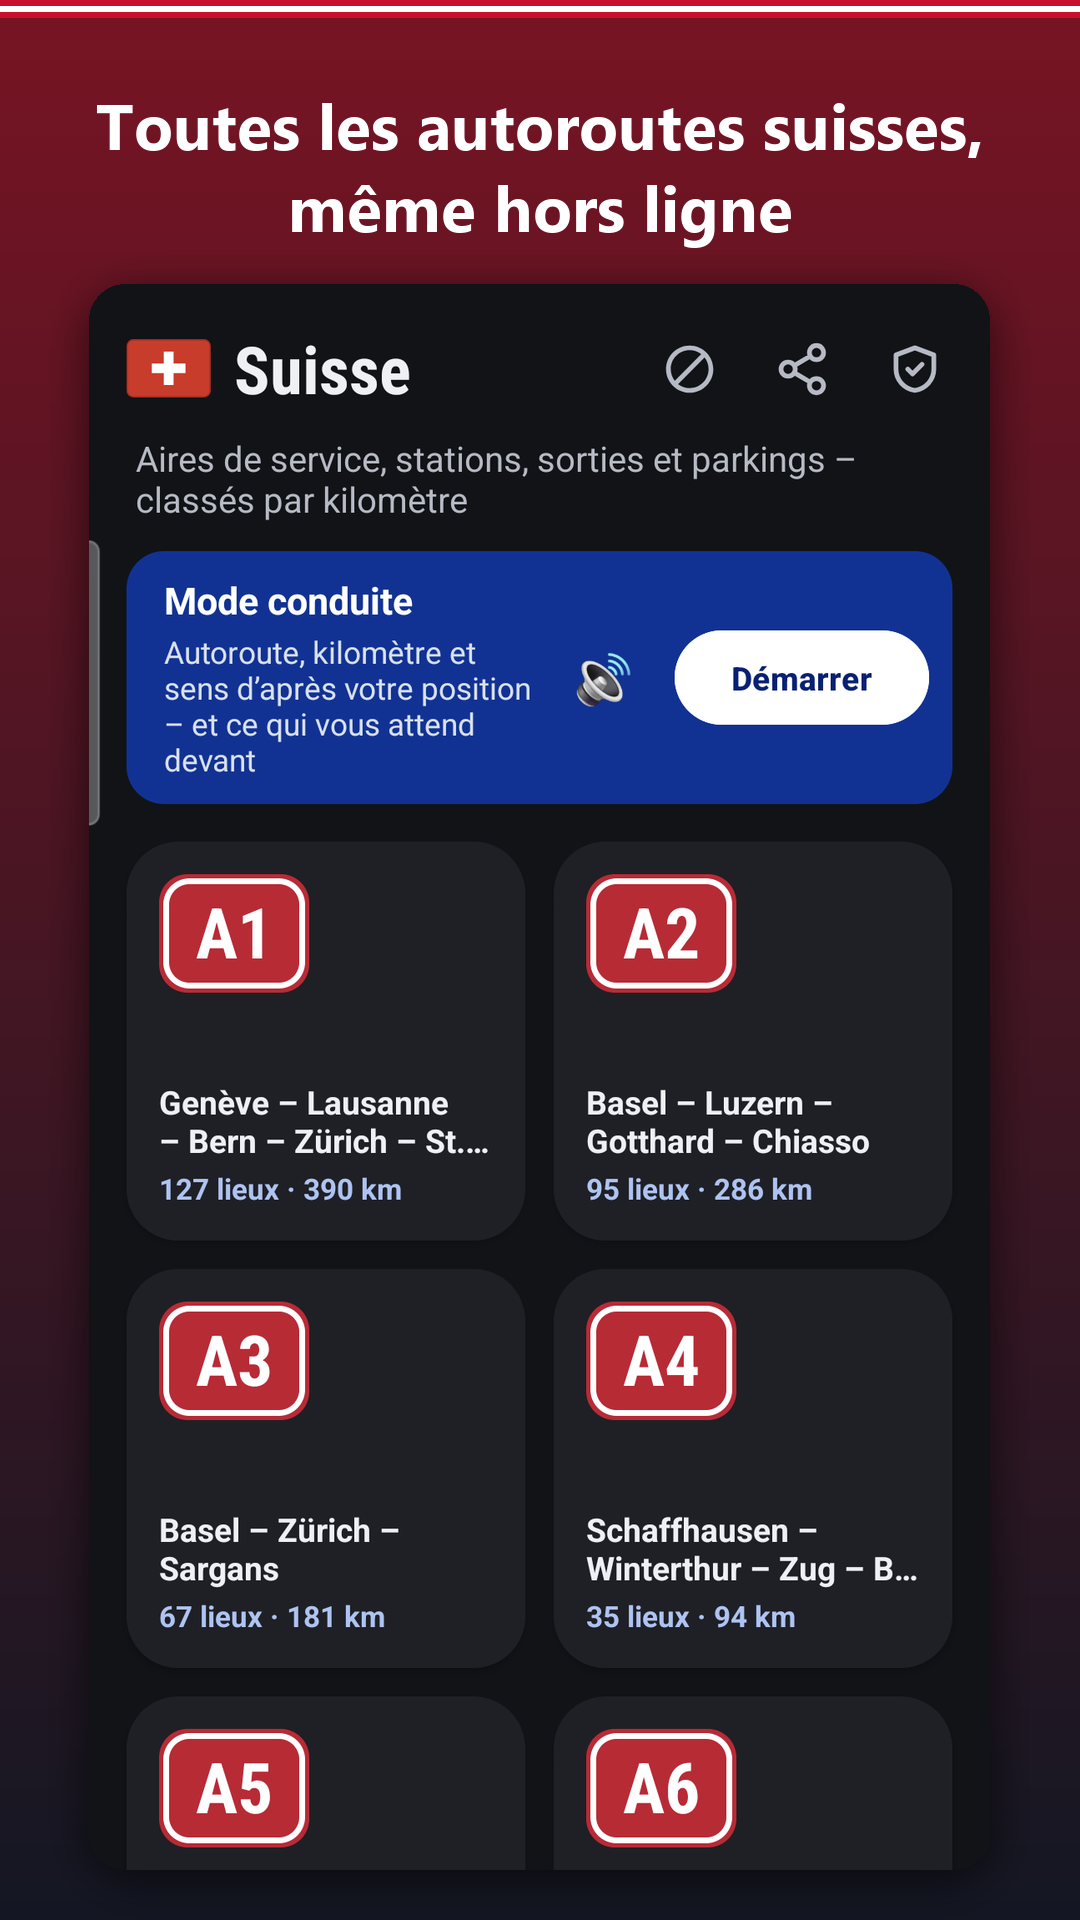 Toutes les autoroutes suisses,
même hors ligne
Suisse
Aires de service, stations, sorties et parkings –
classés par kilomètre
Mode conduite
Autoroute, kilomètre et
sens d’après votre position
– et ce qui vous attend
devant
Démarrer
A1
Genève – Lausanne
– Bern – Zürich – St.…
127 lieux · 390 km
A2
Basel – Luzern –
Gotthard – Chiasso
95 lieux · 286 km
A3
Basel – Zürich –
Sargans
67 lieux · 181 km
A4
Schaffhausen –
Winterthur – Zug – B…
35 lieux · 94 km
A5
A6